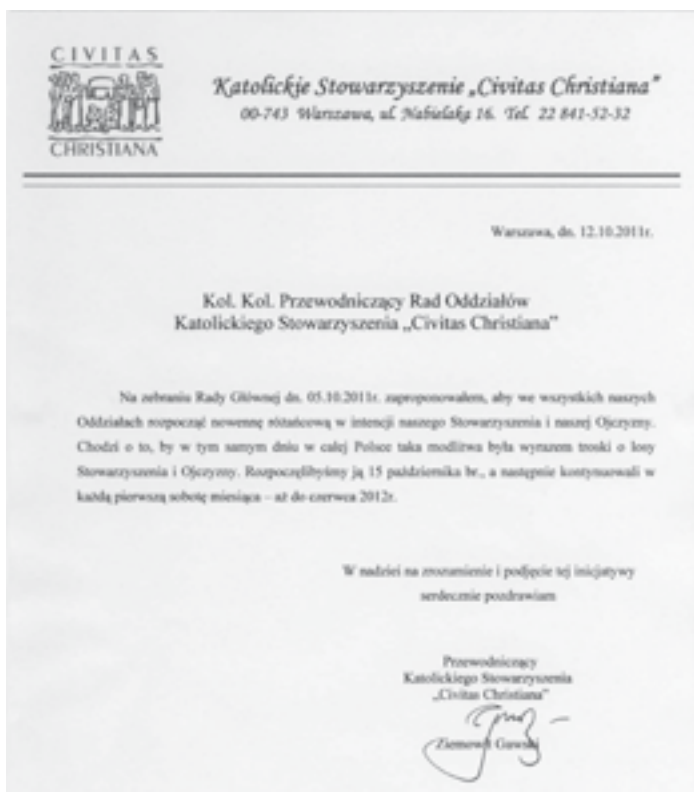 CIVITAS
CHRISTIANA
Katolickie Stowarzyszenie „Civitas Christiana”
00-743 Warszawa, ul. Nabielaka 16. Tel. 22 841-52-32
Warszawa, dn. 12.10.2011r.
Kol. Kol. Przewodniczący Rad Oddziałów
Katolickiego Stowarzyszenia „Civitas Christiana”
Na zebraniu Rady Głównej dn. 05.10.2011r. zaproponowałem, aby we wszystkich naszych
Oddziałach rozpocząć nowennę różańcową w intencji naszego Stowarzyszenia i naszej Ojczyzny.
Chodzi o to, by w tym samym dniu w całej Polsce taka modlitwa była wyrazem troski o losy
Stowarzyszenia i Ojczyzny. Rozpoczęlibyśmy ją 15 października br., a następnie kontynuowali w
każdą pierwszą sobotę miesiąca – aż do czerwca 2012r.
W nadziei na zrozumienie i podjęcie tej inicjatywy
serdecznie pozdrawiam
Przewodniczący
Katolickiego Stowarzyszenia
„Civitas Christiana”
Ziemowit Gawski